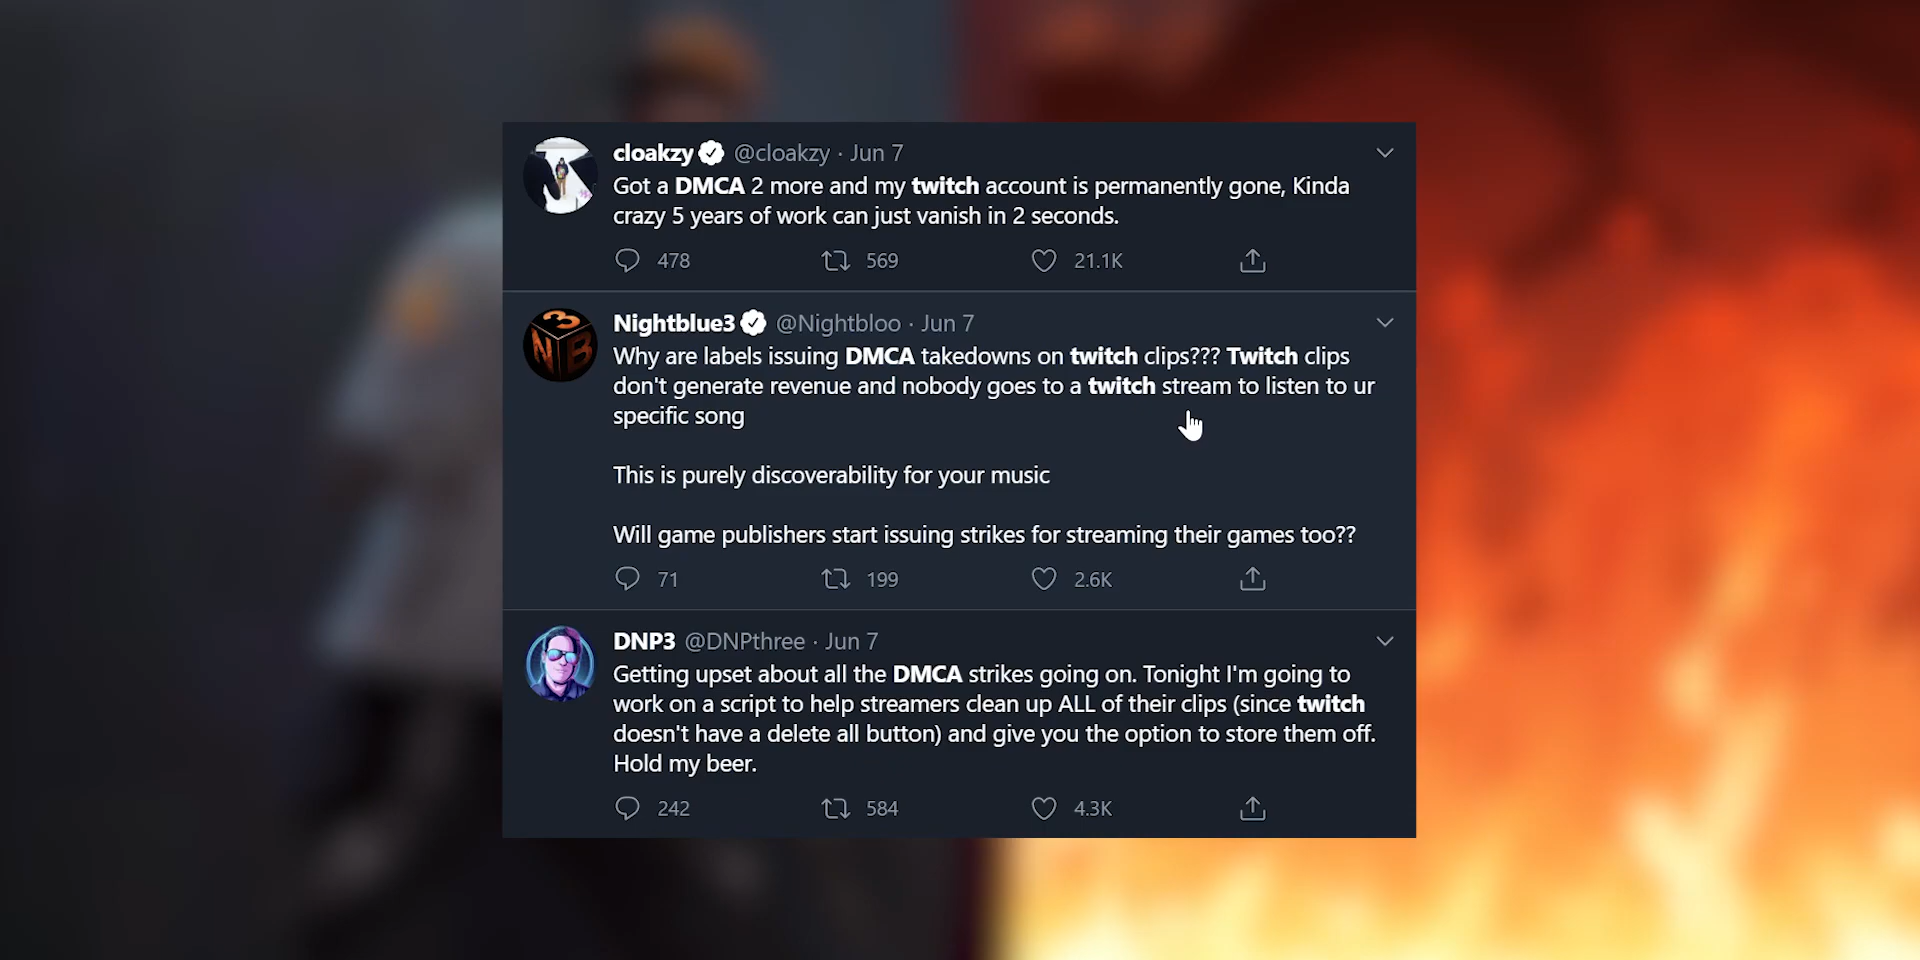 cloakzy @cloakzy · Jun 7
Got a DMCA 2 more and my twitch account is permanently gone, Kinda
crazy 5 years of work can just vanish in 2 seconds.
478 569 21.1K
3
N B
Nightblue3 @Nightbloo · Jun 7
Why are labels issuing DMCA takedowns on twitch clips??? Twitch clips
don't generate revenue and nobody goes to a twitch stream to listen to ur
specific song
This is purely discoverability for your music
Will game publishers start issuing strikes for streaming their games too??
71 199 2.6K
DNP3 @DNPthree · Jun 7
Getting upset about all the DMCA strikes going on. Tonight I'm going to
work on a script to help streamers clean up ALL of their clips (since twitch
doesn't have a delete all button) and give you the option to store them off.
Hold my beer.
242 584 4.3K